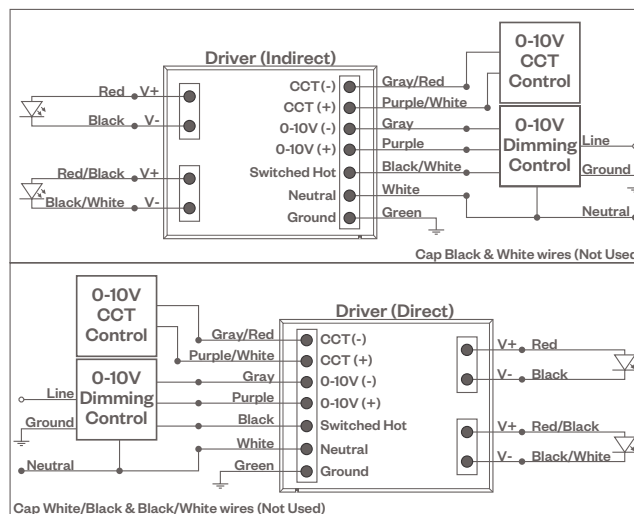 Driver (Indirect)
0-10V
CCT
Control
Red V+
Black V-
Red/Black V+
Black/White V-
CCT (-) Gray/Red
CCT (+) Purple/White
0-10V (-) Gray
0-10V (+) Purple
Switched Hot Black/White
Neutral White
Ground Green
0-10V
Dimming
Control
Line
Ground
Neutral
Cap Black & White wires (Not Used
0-10V
CCT
Control
Driver (Direct)
0-10V
Dimming
Control
Line
Ground
Neutral
Gray/Red CCT (-)
Purple/White CCT (+)
Gray 0-10V (-)
Purple 0-10V (+)
Black Switched Hot
White Neutral
Green Ground
V+ Red
V- Black
V+ Red/Black
V- Black/White
Cap White/Black & Black/White wires (Not Used)